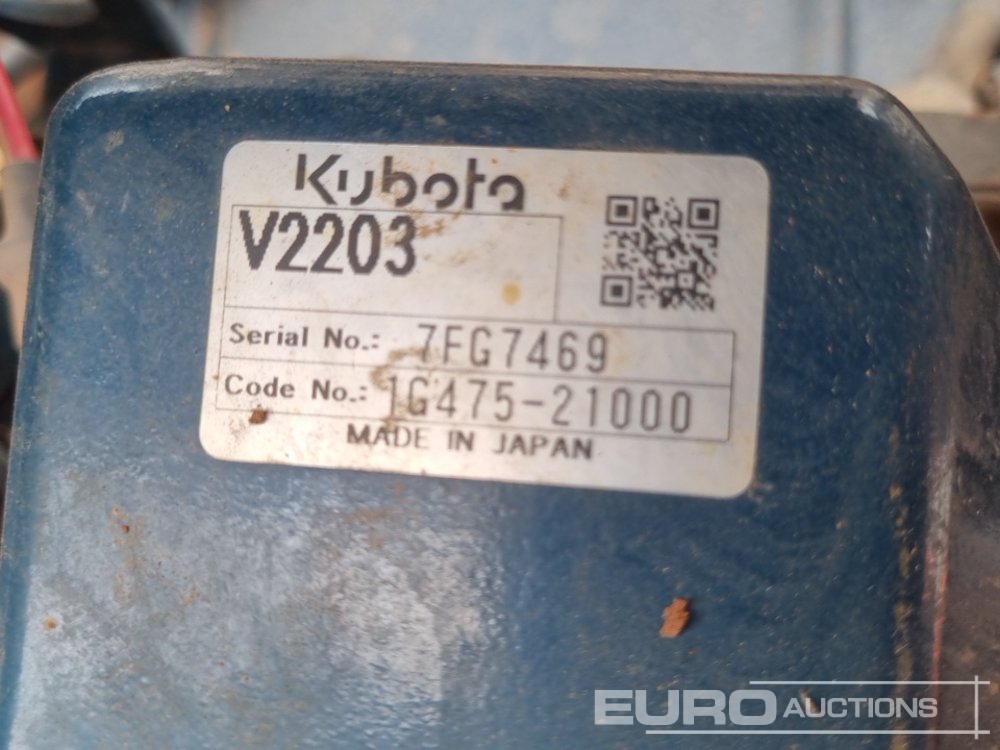 Kubota
V2203
Serial No.: 7FG7469
Code No.: 1G475-21000
MADE IN JAPAN
EURO AUCTIONS